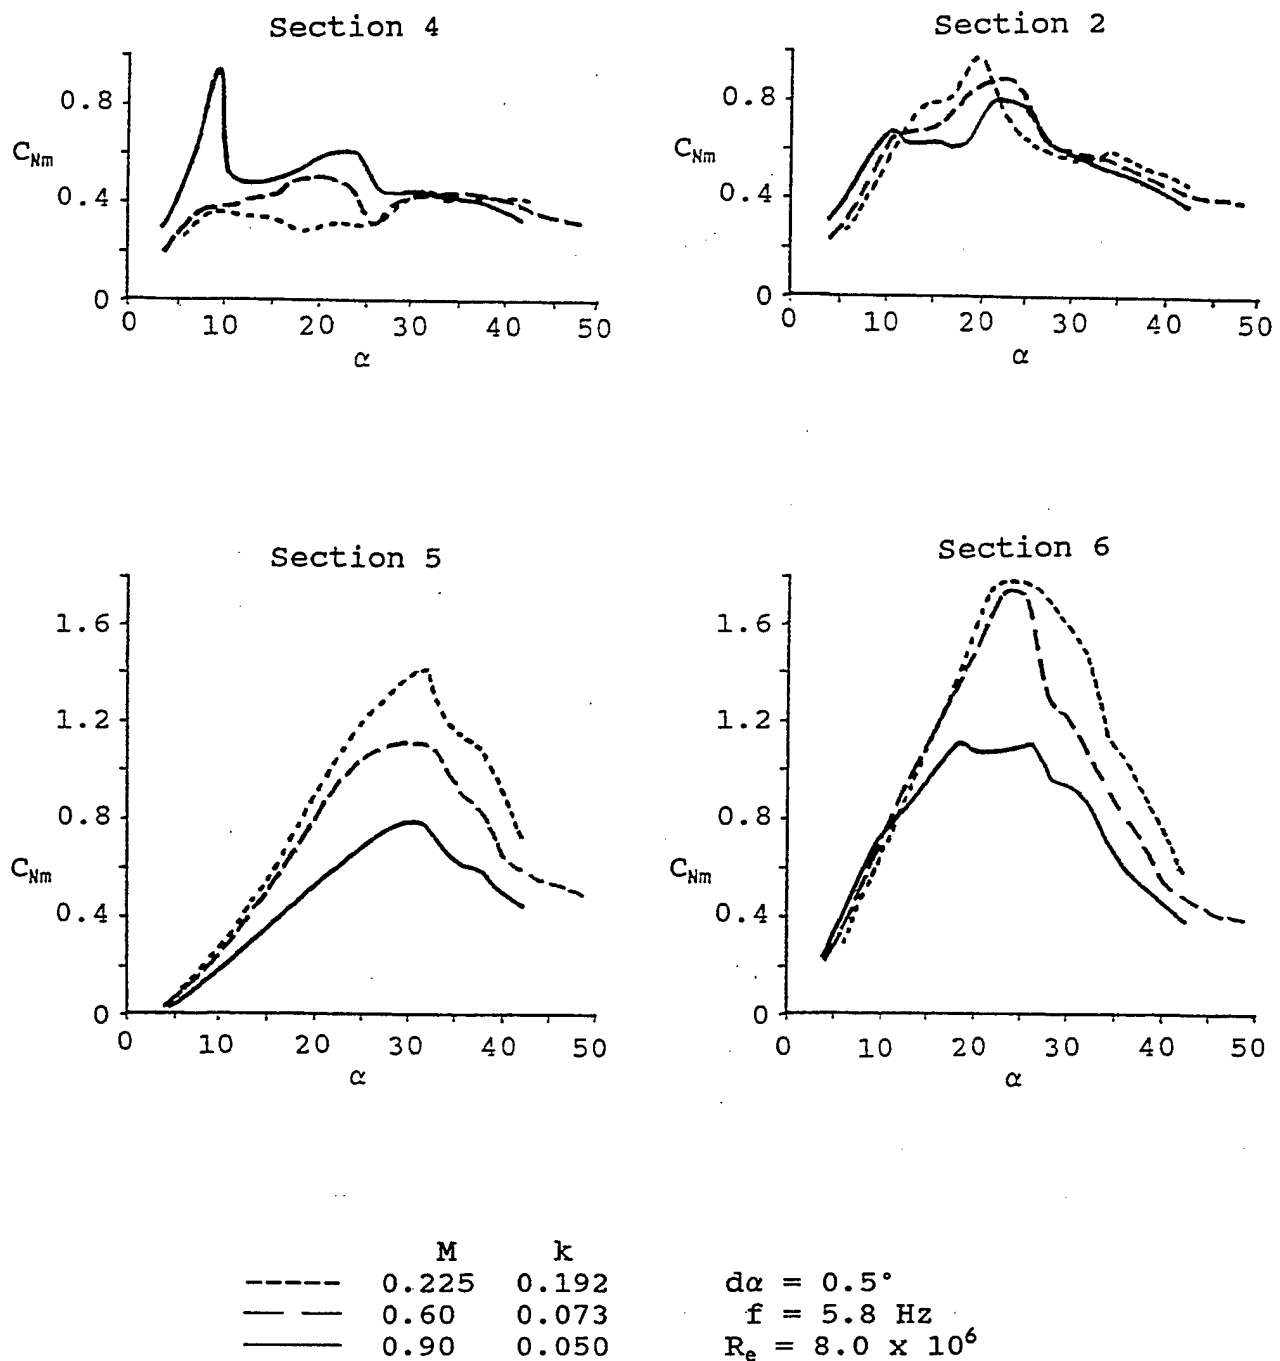 Section 4
0.8
C_Nm
0.4
0
0 10 20 30 40 50
α
Section 2
0.8
C_Nm
0.4
0
0 10 20 30 40 50
α
Section 5
1.6
1.2
0.8
C_Nm
0.4
0
0 10 20 30 40 50
α
Section 6
1.6
1.2
0.8
C_Nm
0.4
0
0 10 20 30 40 50
α
M k
0.225 0.192 dα = 0.5°
0.60 0.073 f = 5.8 Hz
0.90 0.050 R_e = 8.0 x 10^6